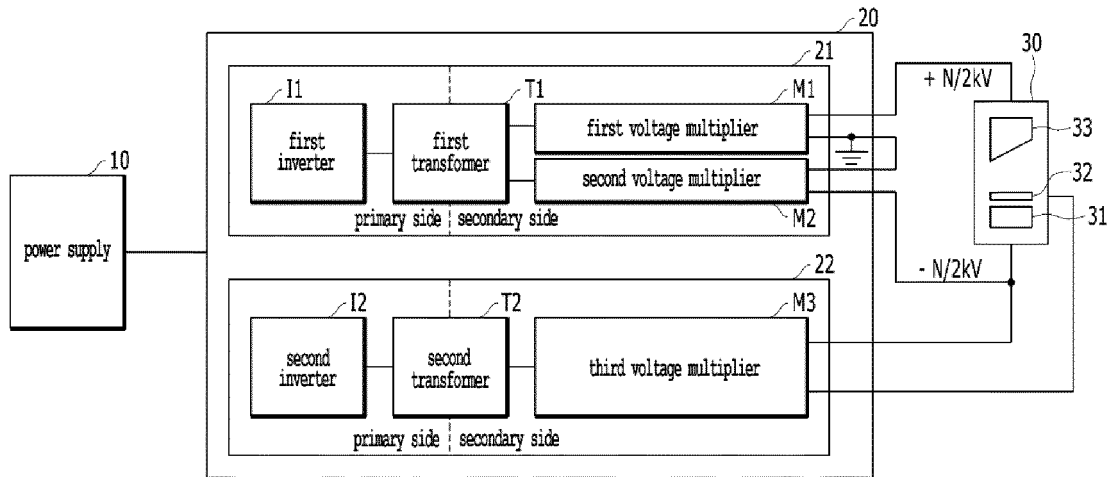 20
21
30
I1
T1
M1
+ N/2kV
first
inverter
first
transformer
first voltage multiplier
33
10
second voltage multiplier
32
primary side
secondary side
M2
31
power supply
22
- N/2kV
I2
T2
M3
second
inverter
second
transformer
third voltage multiplier
primary side
secondary side